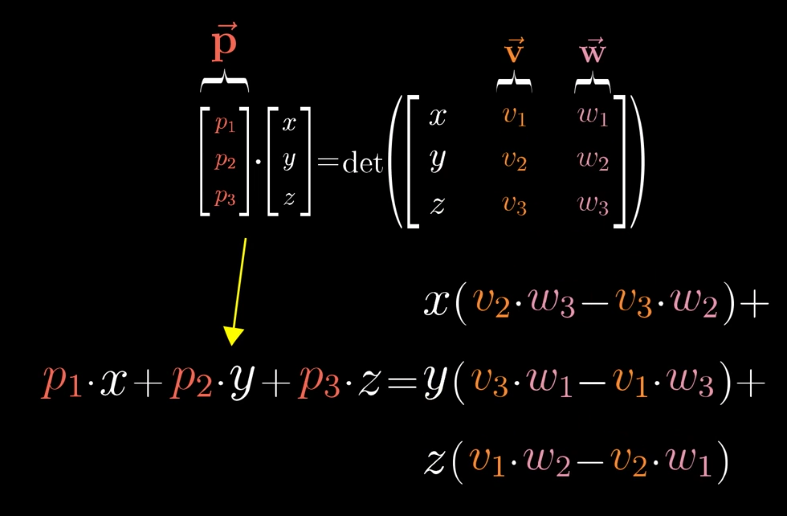 p⃗ v⃗ w⃗
[p₁ p₂ p₃] · [x y z] = det([x v₁ w₁
y v₂ w₂
z v₃ w₃])
x(v₂·w₃−v₃·w₂)+
p₁·x+p₂·y+p₃·z=y(v₃·w₁−v₁·w₃)+
z(v₁·w₂−v₂·w₁)